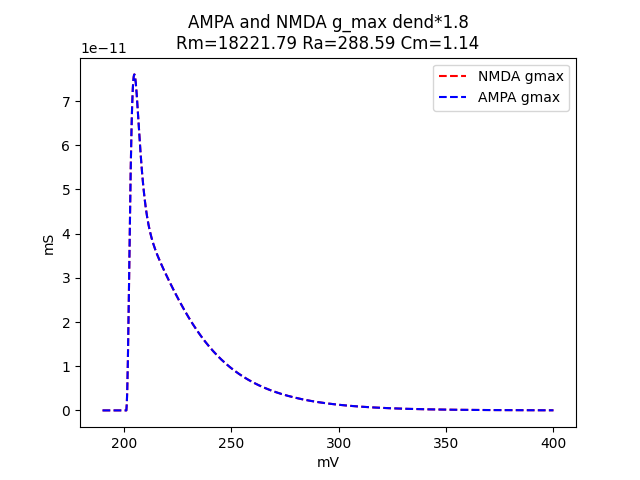 AMPA and NMDA g_max dend*1.8
Rm=18221.79 Ra=288.59 Cm=1.14
1e−11
NMDA gmax
AMPA gmax
7
6
5
4
3
2
1
0
mS
200 250 300 350 400
mV